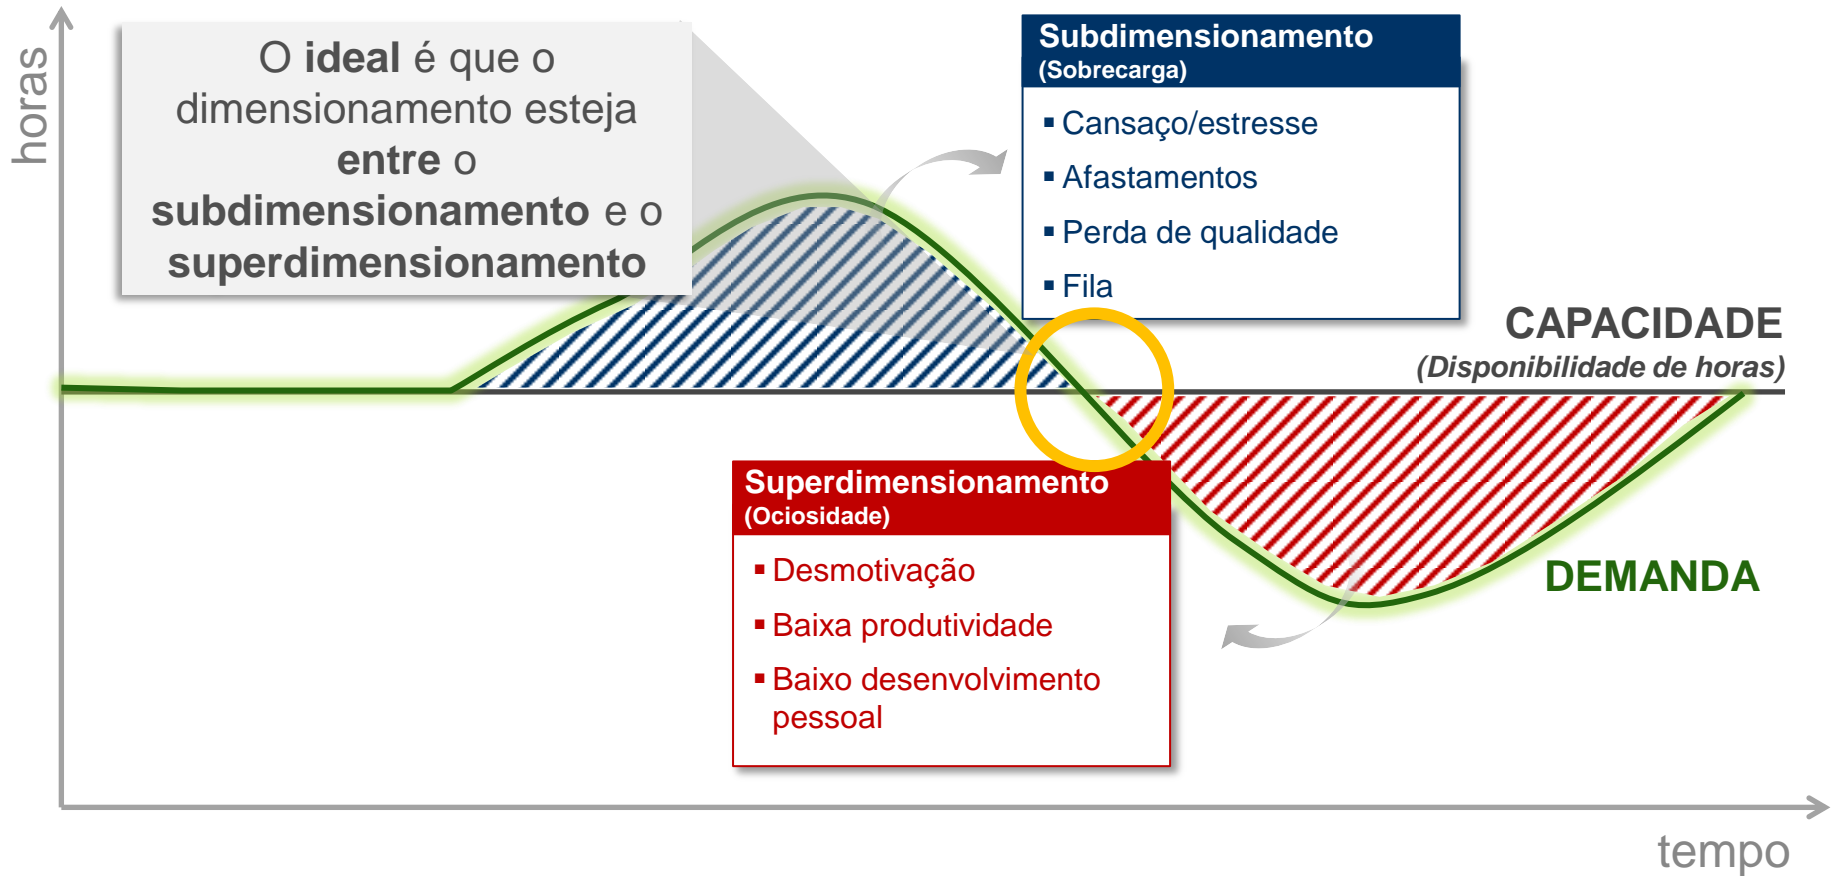 horas
O ideal é que o
dimensionamento esteja
entre o
subdimensionamento e o
superdimensionamento
Subdimensionamento
(Sobrecarga)
▪ Cansaço/estresse
▪ Afastamentos
▪ Perda de qualidade
▪ Fila
CAPACIDADE
(Disponibilidade de horas)
Superdimensionamento
(Ociosidade)
▪ Desmotivação
▪ Baixa produtividade
▪ Baixo desenvolvimento
pessoal
DEMANDA
tempo